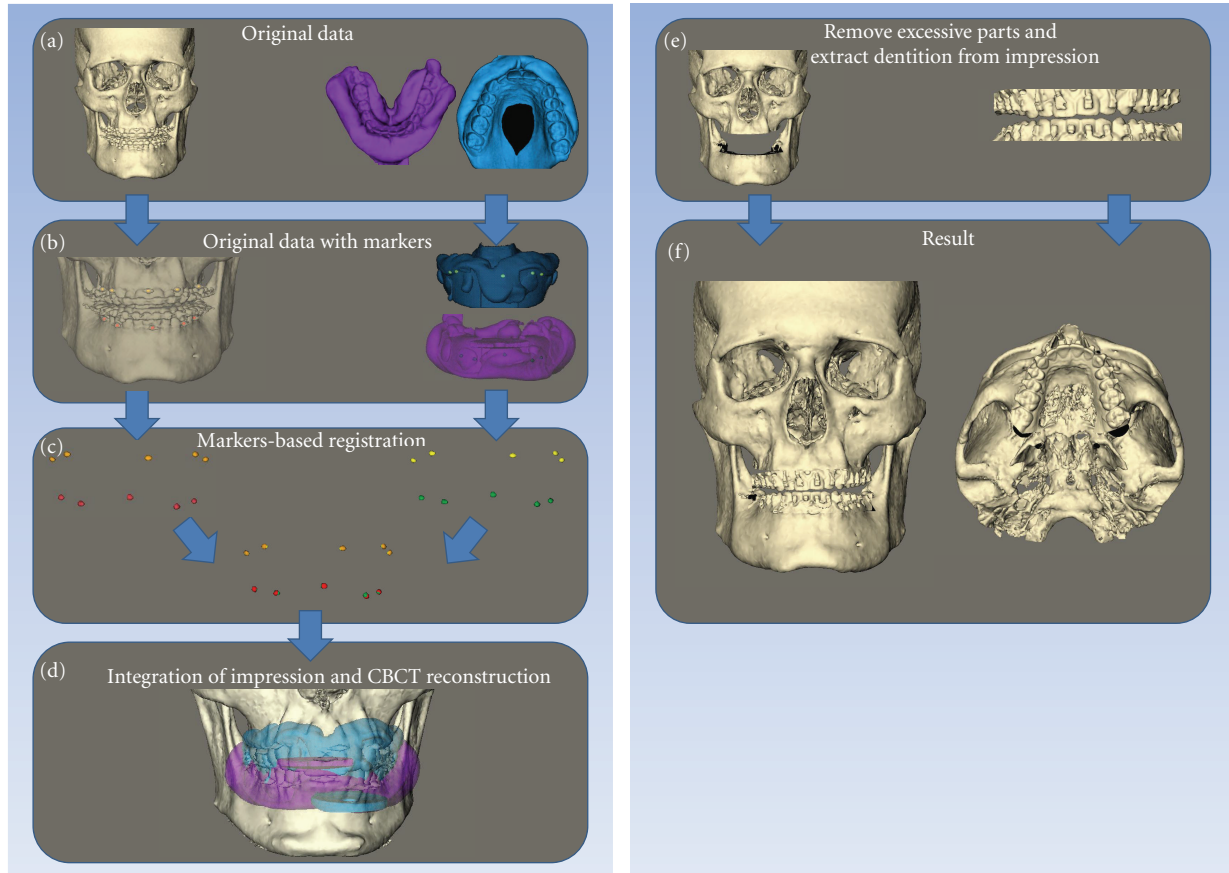 (a)
Original data
(b)
Original data with markers
(c)
Markers-based registration
(d)
Integration of impression and CBCT reconstruction
(e)
Remove excessive parts and
extract dentition from impression
(f)
Result